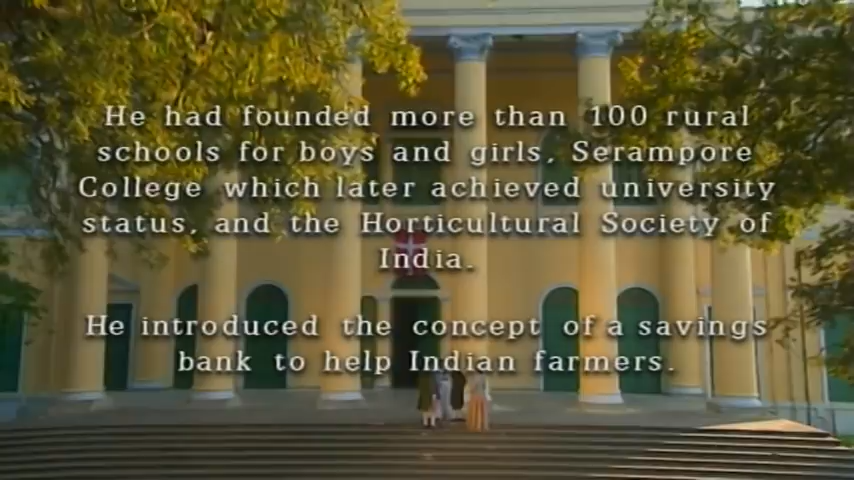 He had founded more than 100 rural
schools for boys and girls, Serampore
College which later achieved university
status, and the Horticultural Society of
India.
He introduced the concept of a savings
bank to help Indian farmers.